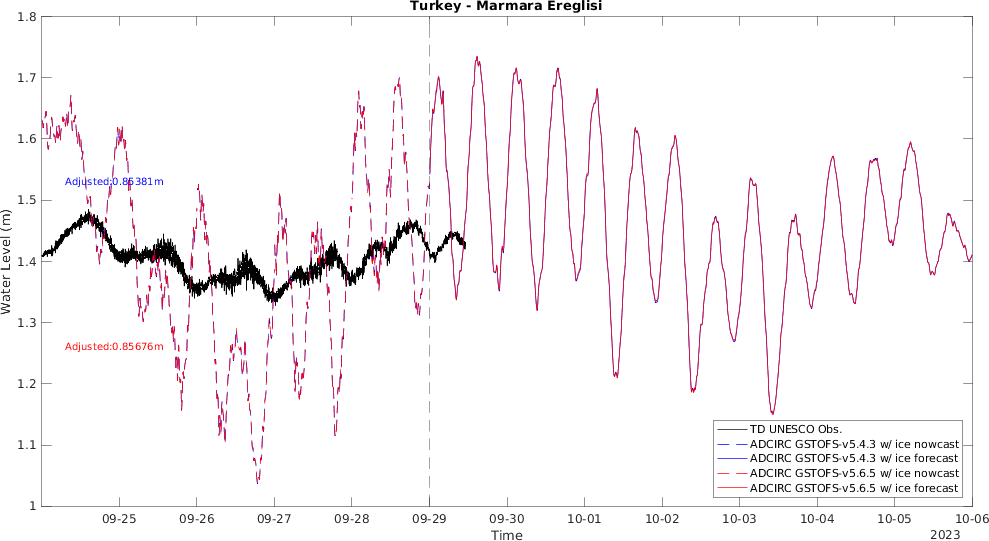 Turkey - Marmara Ereglisi
Water Level (m)
1.8
1.7
1.6
1.5
1.4
1.3
1.2
1.1
1
Adjusted:0.85381m
Adjusted:0.85676m
TD UNESCO Obs.
ADCIRC GSTOFS-v5.4.3 w/ ice nowcast
ADCIRC GSTOFS-v5.4.3 w/ ice forecast
ADCIRC GSTOFS-v5.6.5 w/ ice nowcast
ADCIRC GSTOFS-v5.6.5 w/ ice forecast
09-25 09-26 09-27 09-28 09-29 09-30 10-01 10-02 10-03 10-04 10-05 10-06
Time
2023